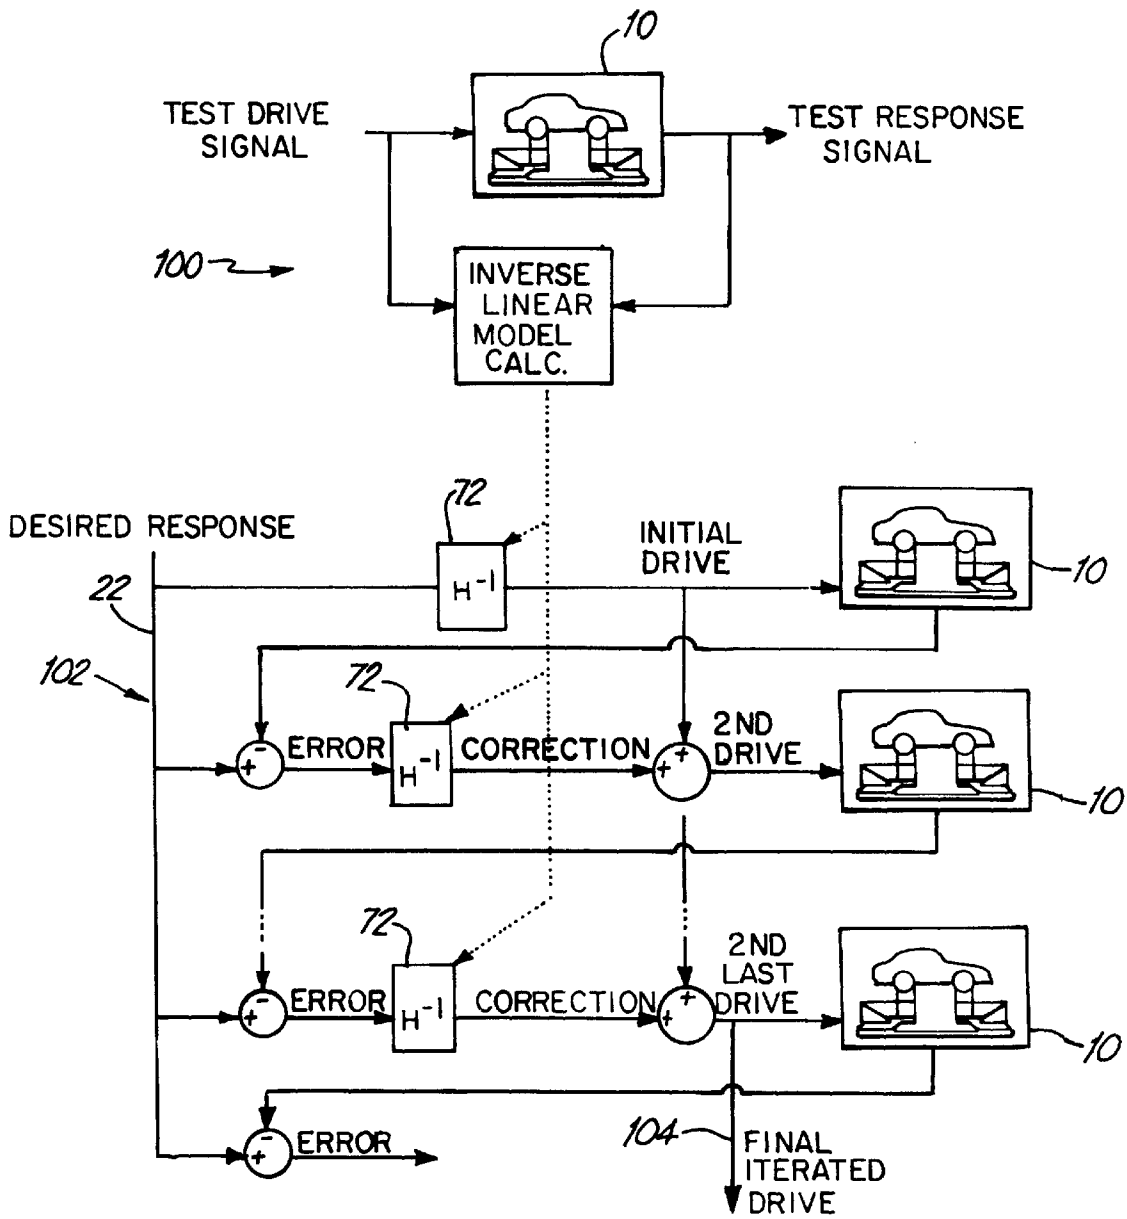 10
TEST DRIVE
SIGNAL
TEST RESPONSE
SIGNAL
100
INVERSE
LINEAR
MODEL
CALC.
72
DESIRED RESPONSE
INITIAL
DRIVE
H-1
10
22
102
72
-
+
ERROR
H-1
CORRECTION
+
+
2ND
DRIVE
10
72
-
+
ERROR
H-1
CORRECTION
+
+
2ND
LAST
DRIVE
10
-
+
ERROR
104
FINAL
ITERATED
DRIVE